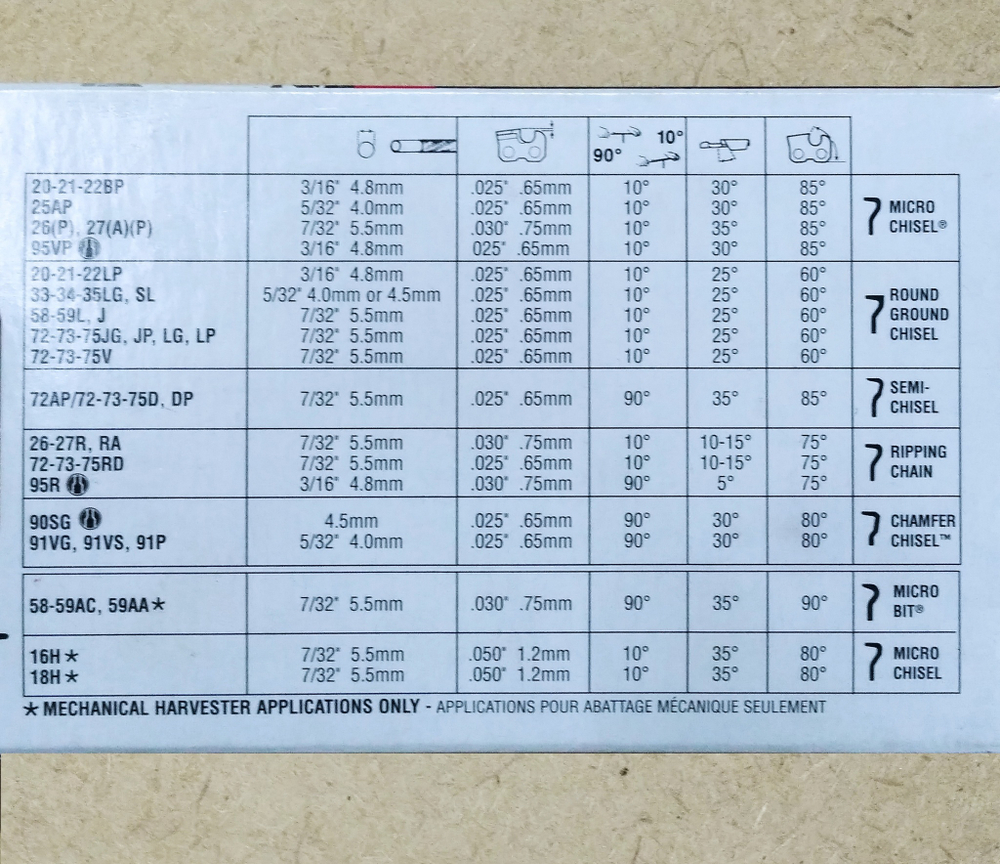 10°
90°
20-21-22BP 3/16" 4.8mm .025" .65mm 10° 30° 85°
25AP 5/32" 4.0mm .025" .65mm 10° 30° 85°
26(P), 27(A)(P) 7/32" 5.5mm .030" .75mm 10° 35° 85°
95VP 3/16" 4.8mm 025" .65mm 10° 30° 85°
MICRO
CHISEL®
20-21-22LP 3/16" 4.8mm .025" .65mm 10° 25° 60°
33-34-35LG, SL 5/32" 4.0mm or 4.5mm .025" .65mm 10° 25° 60°
58-59L, J 7/32" 5.5mm .025" .65mm 10° 25° 60°
72-73-75JG, JP, LG, LP 7/32" 5.5mm .025" .65mm 10° 25° 60°
72-73-75V 7/32" 5.5mm .025" .65mm 10° 25° 60°
ROUND
GROUND
CHISEL
72AP/72-73-75D, DP 7/32" 5.5mm .025" .65mm 90° 35° 85°
SEMI-
CHISEL
26-27R, RA 7/32" 5.5mm .030" .75mm 10° 10-15° 75°
72-73-75RD 7/32" 5.5mm .025" .65mm 10° 10-15° 75°
95R 3/16" 4.8mm .030" .75mm 90° 5° 75°
RIPPING
CHAIN
90SG 4.5mm .025" .65mm 90° 30° 80°
91VG, 91VS, 91P 5/32" 4.0mm .025" .65mm 90° 30° 80°
CHAMFER
CHISEL™
58-59AC, 59AA★ 7/32" 5.5mm .030" .75mm 90° 35° 90°
MICRO
BIT®
16H★ 7/32" 5.5mm .050" 1.2mm 10° 35° 80°
18H★ 7/32" 5.5mm .050" 1.2mm 10° 35° 80°
MICRO
CHISEL
★MECHANICAL HARVESTER APPLICATIONS ONLY - APPLICATIONS POUR ABATTAGE MÉCANIQUE SEULEMENT